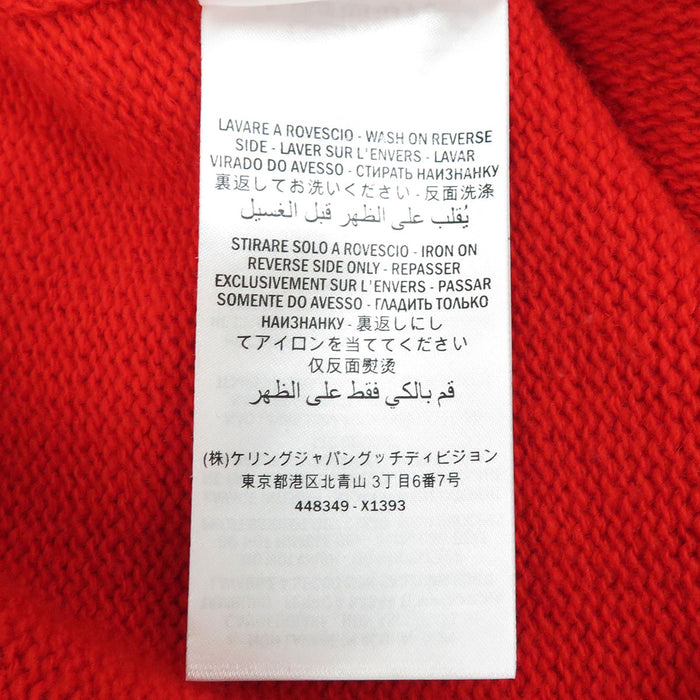 LAVARE A ROVESCIO - WASH ON REVERSE
SIDE - LAVER SUR L'ENVERS - LAVAR
VIRADO DO AVESSO - СТИРАТЬ НАИЗНАНКУ
裏返してお洗いください - 反面洗涤
يُقلب على الظهر قبل الغسيل
STIRARE SOLO A ROVESCIO - IRON ON
REVERSE SIDE ONLY - REPASSER
EXCLUSIVEMENT SUR L'ENVERS - PASSAR
SOMENTE DO AVESSO - ГЛАДИТЬ ТОЛЬКО
НАИЗНАНКУ - 裏返しにし
てアイロンを当ててください
仅反面熨烫
قم بالكي فقط على الظهر
(株)ケリングジャパングッチディビジョン
東京都港区北青山 3丁目6番7号
448349 - X1393